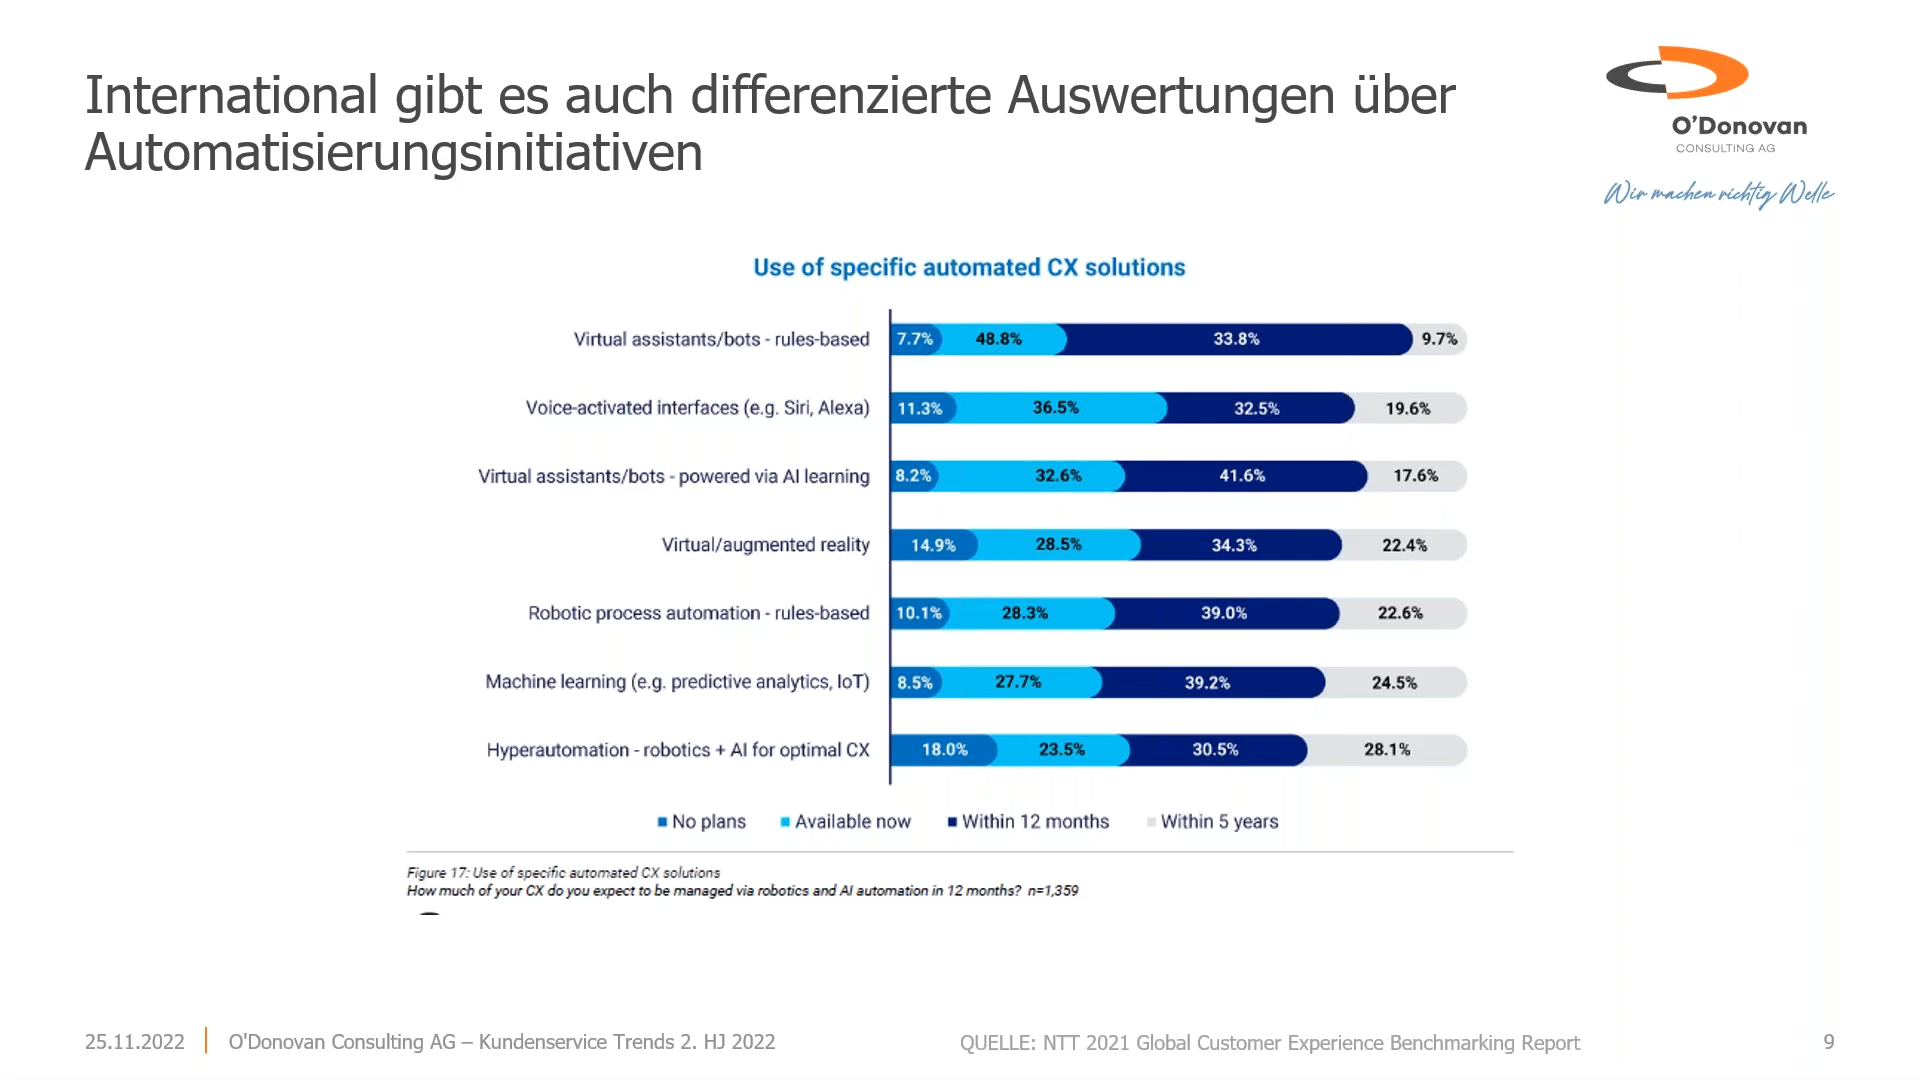 International gibt es auch differenzierte Auswertungen über
Automatisierungsinitiativen
O'Donovan
CONSULTING AG
Wir machen richtig Welle
Use of specific automated CX solutions
Virtual assistants/bots - rules-based 7.7% 48.8% 33.8% 9.7%
Voice-activated interfaces (e.g. Siri, Alexa) 11.3% 36.5% 32.5% 19.6%
Virtual assistants/bots - powered via AI learning 8.2% 32.6% 41.6% 17.6%
Virtual/augmented reality 14.9% 28.5% 34.3% 22.4%
Robotic process automation - rules-based 10.1% 28.3% 39.0% 22.6%
Machine learning (e.g. predictive analytics, IoT) 8.5% 27.7% 39.2% 24.5%
Hyperautomation - robotics + AI for optimal CX 18.0% 23.5% 30.5% 28.1%
No plans Available now Within 12 months Within 5 years
Figure 17: Use of specific automated CX solutions
How much of your CX do you expect to be managed via robotics and AI automation in 12 months? n=1,359
25.11.2022 O'Donovan Consulting AG – Kundenservice Trends 2. HJ 2022 QUELLE: NTT 2021 Global Customer Experience Benchmarking Report 9